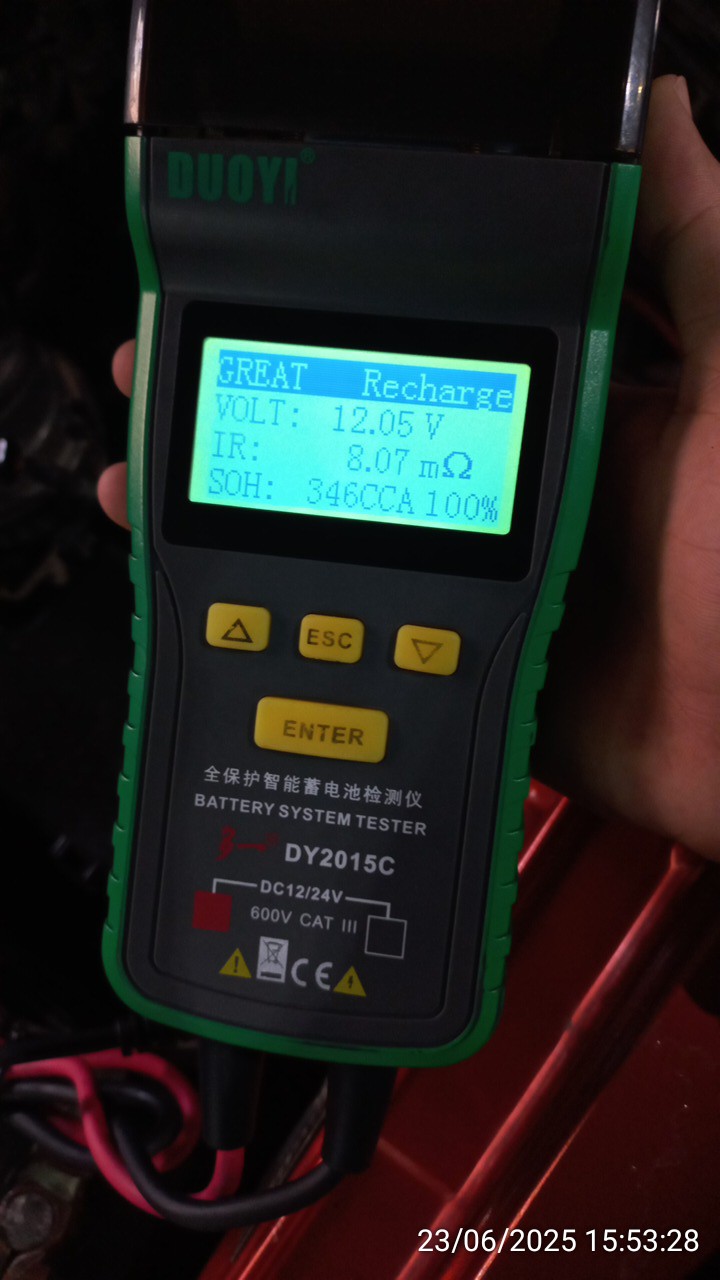 DUOYI®
GREAT Recharge
VOLT: 12.05 V
IR: 8.07 mΩ
SOH: 346CCA 100%
ESC
ENTER
全保护智能蓄电池检测仪
BATTERY SYSTEM TESTER
DY2015C
DC12/24V
600V CAT III
CE
23/06/2025 15:53:28